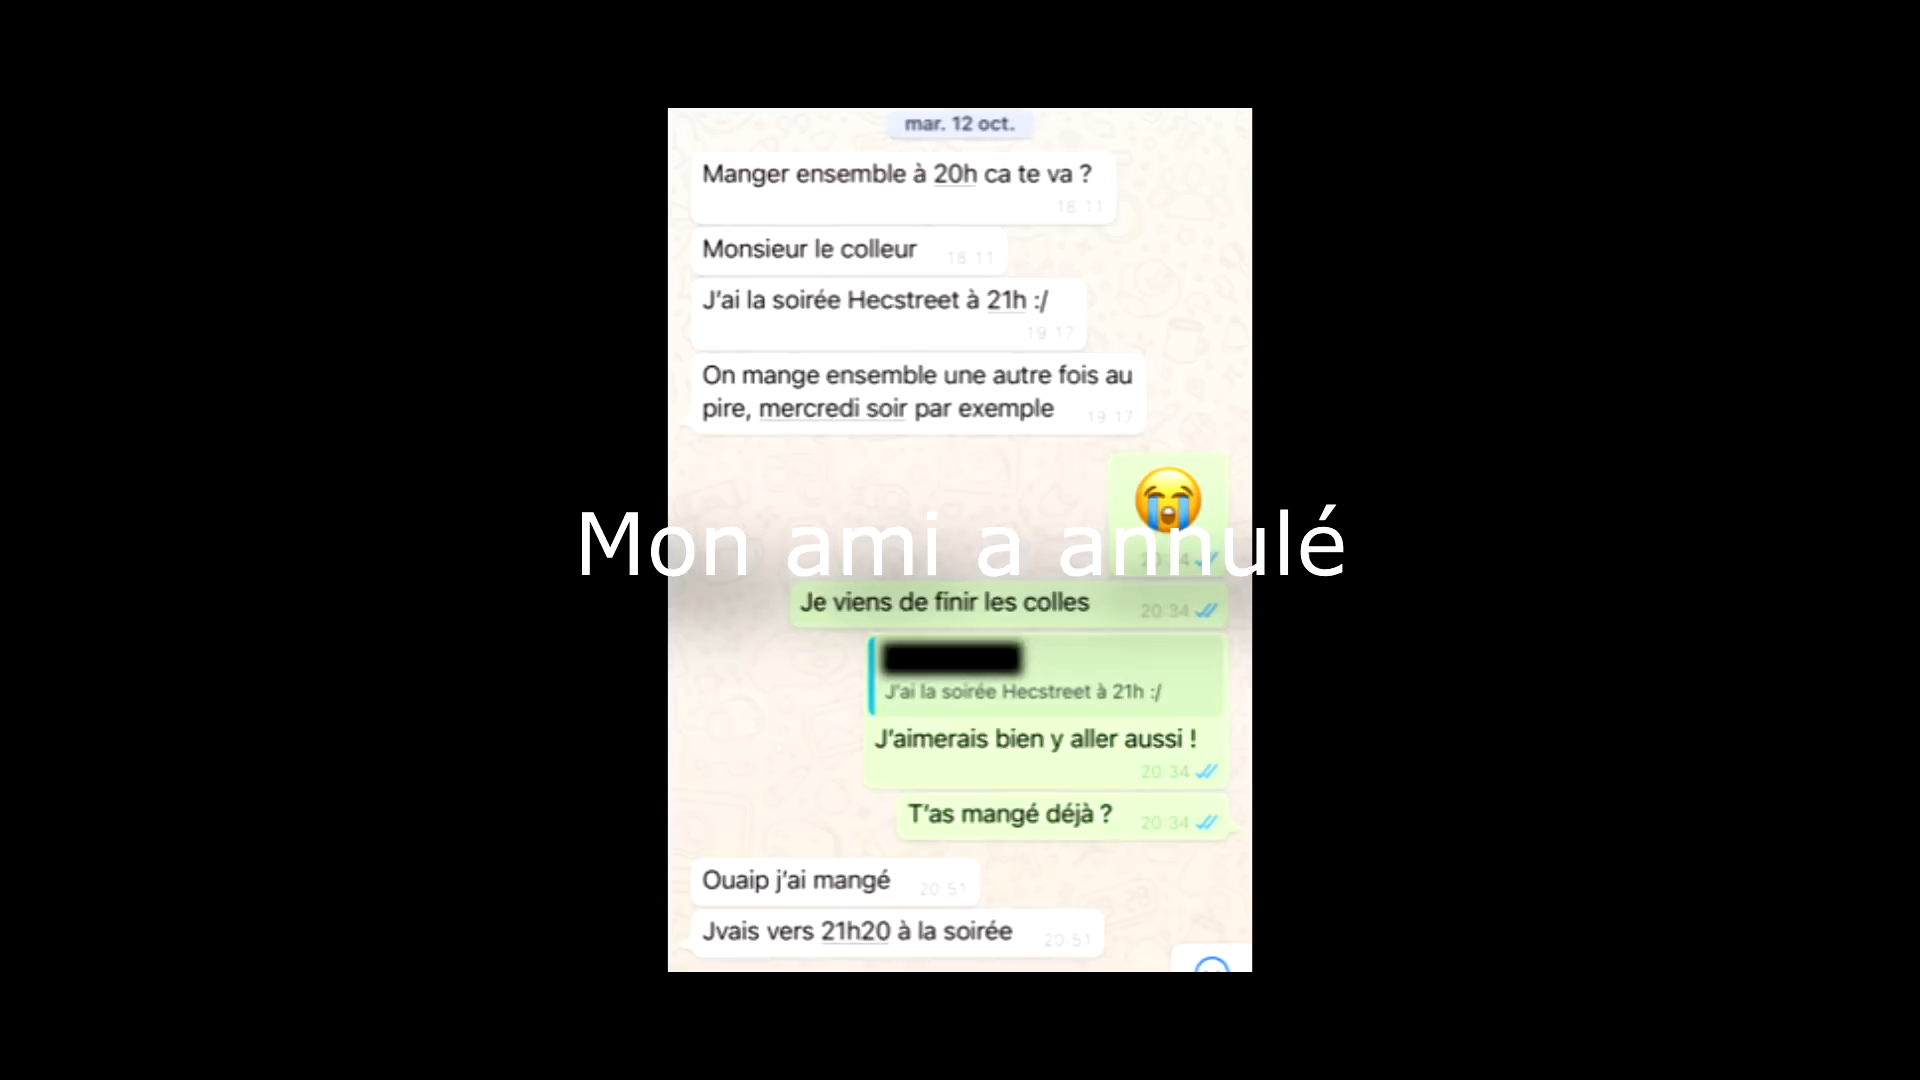 mar. 12 oct.
Manger ensemble à 20h ca te va ?
18 11
Monsieur le colleur
18 11
J'ai la soirée Hecstreet à 21h :/
19 17
On mange ensemble une autre fois au
pire, mercredi soir par exemple
19 17
Mon ami a annulé
Je viens de finir les colles
20:34
J'ai la soirée Hecstreet à 21h :/
J'aimerais bien y aller aussi !
20:34
T'as mangé déjà ?
20:34
Ouaip j'ai mangé
20 51
Jvais vers 21h20 à la soirée
20:51